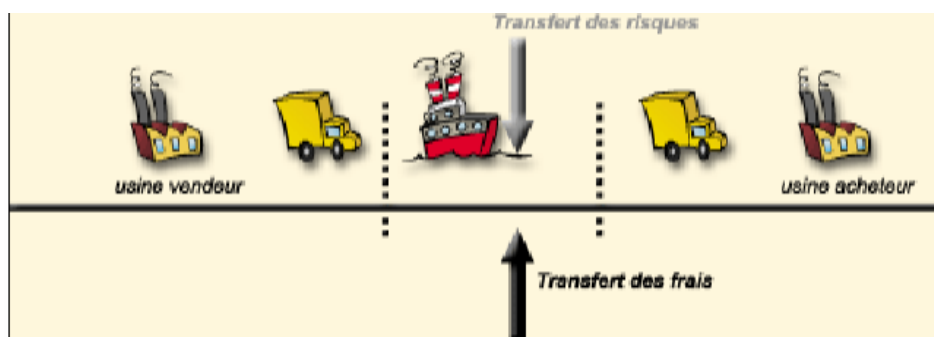 Transfert des risques
usine vendeur
usine acheteur
Transfert des frais